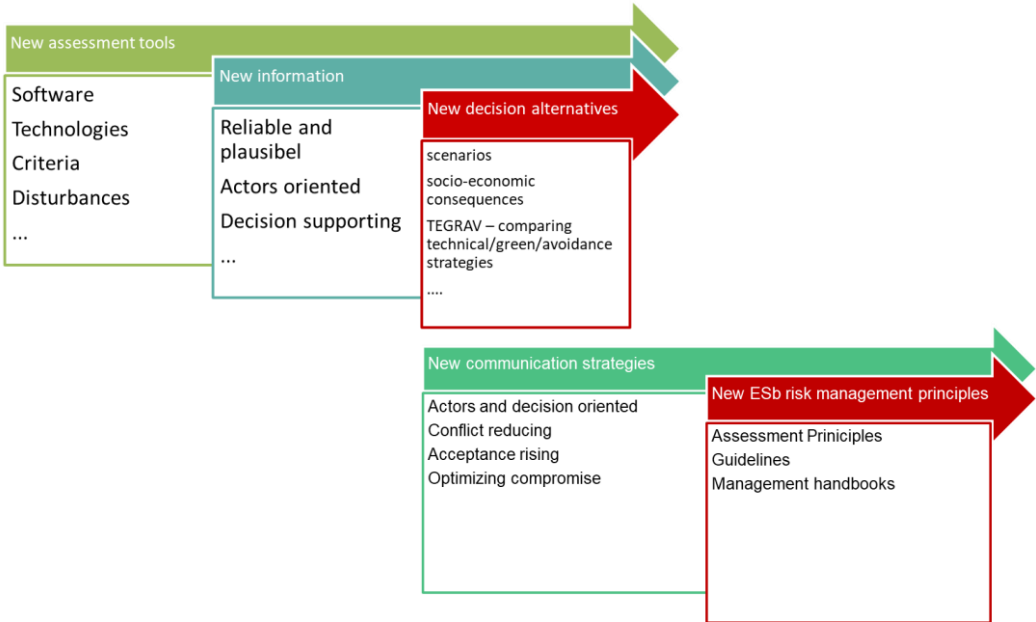 New assessment tools
Software
Technologies
Criteria
Disturbances
...
New information
Reliable and
plausibel
Actors oriented
Decision supporting
...
New decision alternatives
scenarios
socio-economic
consequences
TEGRAV – comparing
technical/green/avoidance
strategies
....
New communication strategies
Actors and decision oriented
Conflict reducing
Acceptance rising
Optimizing compromise
New ESb risk management principles
Assessment Priniciples
Guidelines
Management handbooks